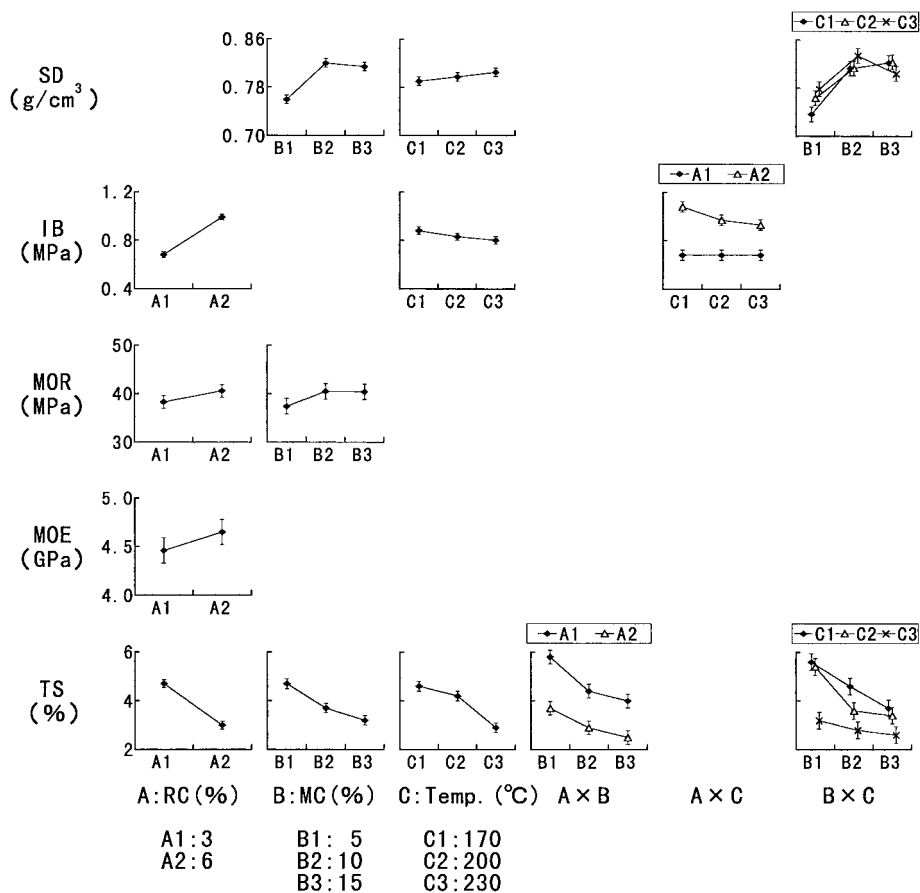 C1 C2 C3
SD
(g/cm³)
0.86
0.78
0.70
B1 B2 B3
C1 C2 C3
B1 B2 B3
A1 A2
IB
(MPa)
1.2
0.8
0.4
A1 A2
C1 C2 C3
C1 C2 C3
MOR
(MPa)
50
40
30
A1 A2
B1 B2 B3
MOE
(GPa)
5.0
4.5
4.0
A1 A2
A1 A2
C1 C2 C3
TS
(%)
6
4
2
A1 A2
B1 B2 B3
C1 C2 C3
B1 B2 B3
B1 B2 B3
A:RC(%) B:MC(%) C:Temp.(℃) A×B A×C B×C
A1:3 B1: 5 C1:170
A2:6 B2:10 C2:200
B3:15 C3:230